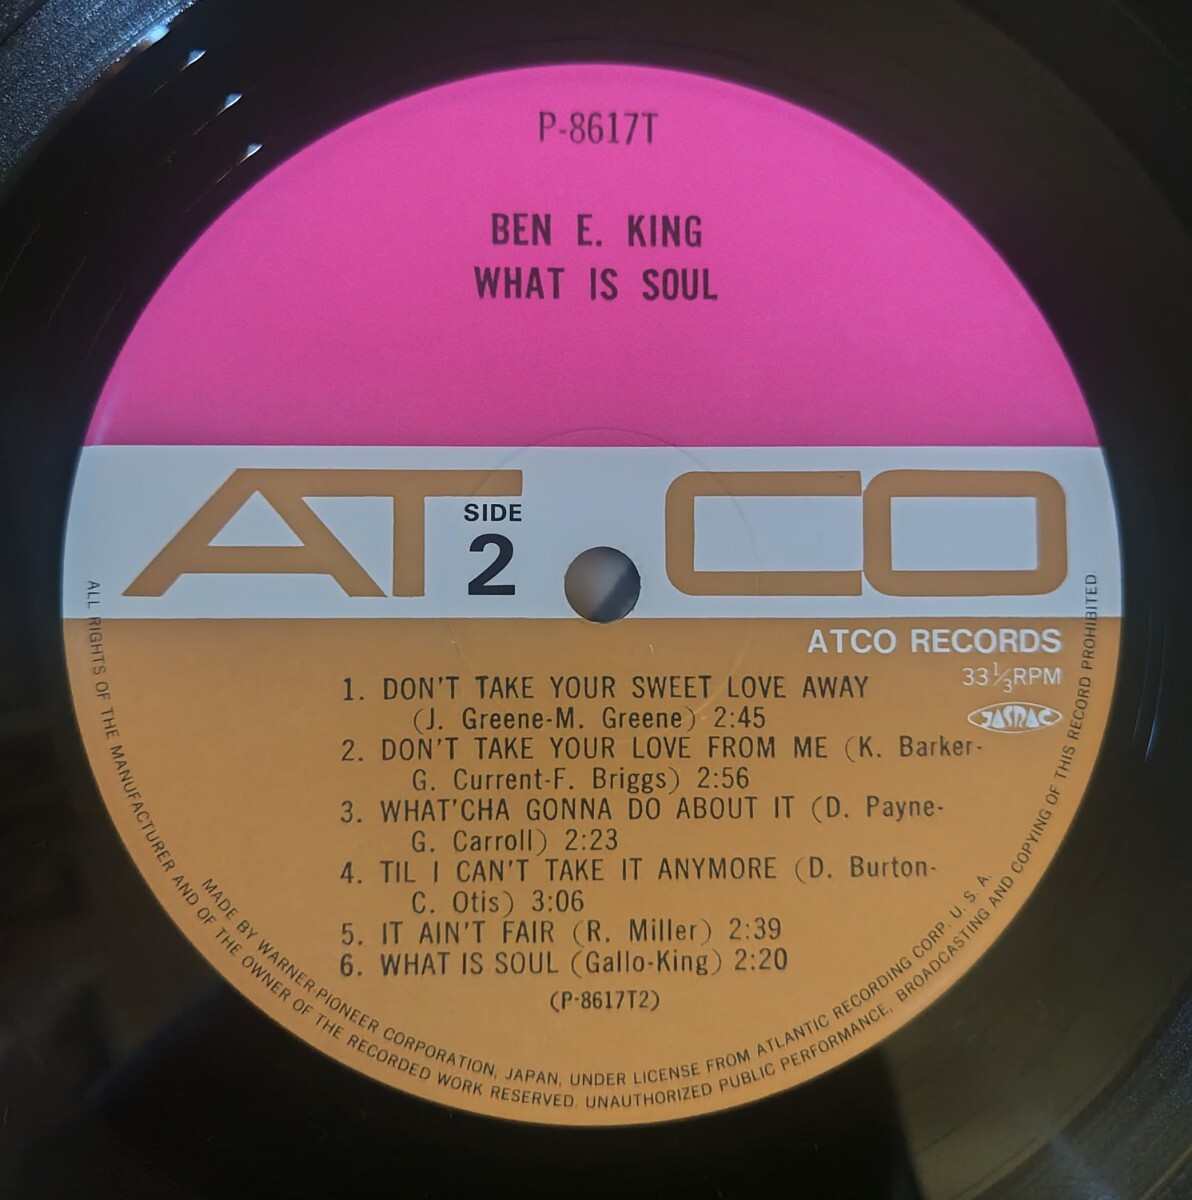 P-8617T
BEN E. KING
WHAT IS SOUL
ATCO
SIDE
2
ATCO RECORDS
33 1/3 RPM
JASRAC
1. DON'T TAKE YOUR SWEET LOVE AWAY
(J. Greene-M. Greene) 2:45
2. DON'T TAKE YOUR LOVE FROM ME (K. Barker-
G. Current-F. Briggs) 2:56
3. WHAT'CHA GONNA DO ABOUT IT (D. Payne-
G. Carroll) 2:23
4. TIL I CAN'T TAKE IT ANYMORE (D. Burton-
C. Otis) 3:06
5. IT AIN'T FAIR (R. Miller) 2:39
6. WHAT IS SOUL (Gallo-King) 2:20
(P-8617T2)
MADE BY WARNER-PIONEER CORPORATION, JAPAN, UNDER LICENSE FROM ATLANTIC RECORDING CORP. U. S. A.
ALL RIGHTS OF THE MANUFACTURER AND OF THE OWNER OF THE RECORDED WORK RESERVED. UNAUTHORIZED PUBLIC PERFORMANCE, BROADCASTING AND COPYING OF THIS RECORD PROHIBITED.